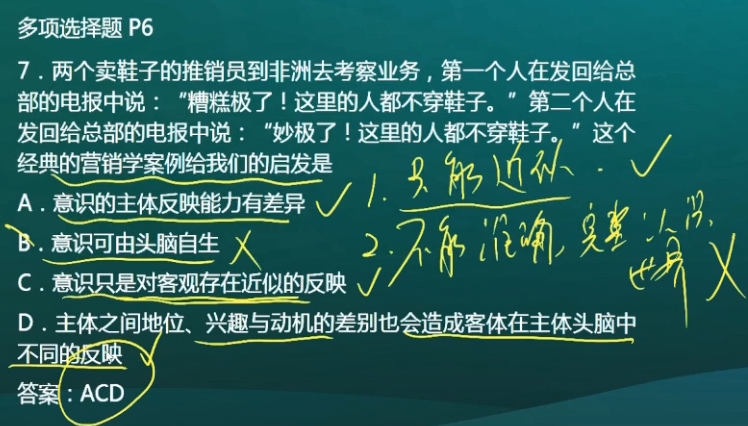 多项选择题 P6
7．两个卖鞋子的推销员到非洲去考察业务，第一个人在发回给总
部的电报中说：“糟糕极了！这里的人都不穿鞋子。”第二个人在
发回给总部的电报中说：“妙极了！这里的人都不穿鞋子。”这个
经典的营销学案例给我们的启发是
1. 只能近似.
A．意识的主体反映能力有差异
2. 不能准确、完整认识
世界
B．意识可由头脑自生
C．意识只是对客观存在近似的反映
D．主体之间地位、兴趣与动机的差别也会造成客体在主体头脑中
不同的反映
答案：ACD